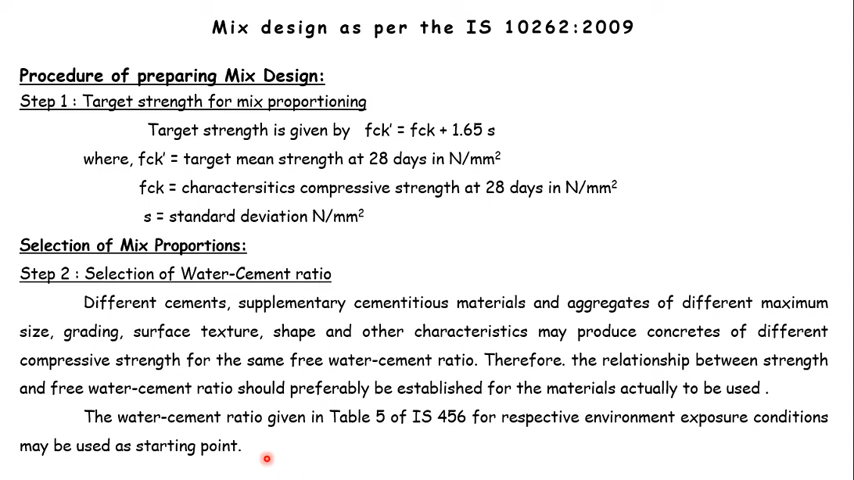 Mix design as per the IS 10262:2009
Procedure of preparing Mix Design:
Step 1 : Target strength for mix proportioning
Target strength is given by fck' = fck + 1.65 s
where, fck' = target mean strength at 28 days in N/mm²
fck = charactersitics compressive strength at 28 days in N/mm²
s = standard deviation N/mm²
Selection of Mix Proportions:
Step 2 : Selection of Water-Cement ratio
Different cements, supplementary cementitious materials and aggregates of different maximum
size, grading, surface texture, shape and other characteristics may produce concretes of different
compressive strength for the same free water-cement ratio. Therefore. the relationship between strength
and free water-cement ratio should preferably be established for the materials actually to be used .
The water-cement ratio given in Table 5 of IS 456 for respective environment exposure conditions
may be used as starting point.